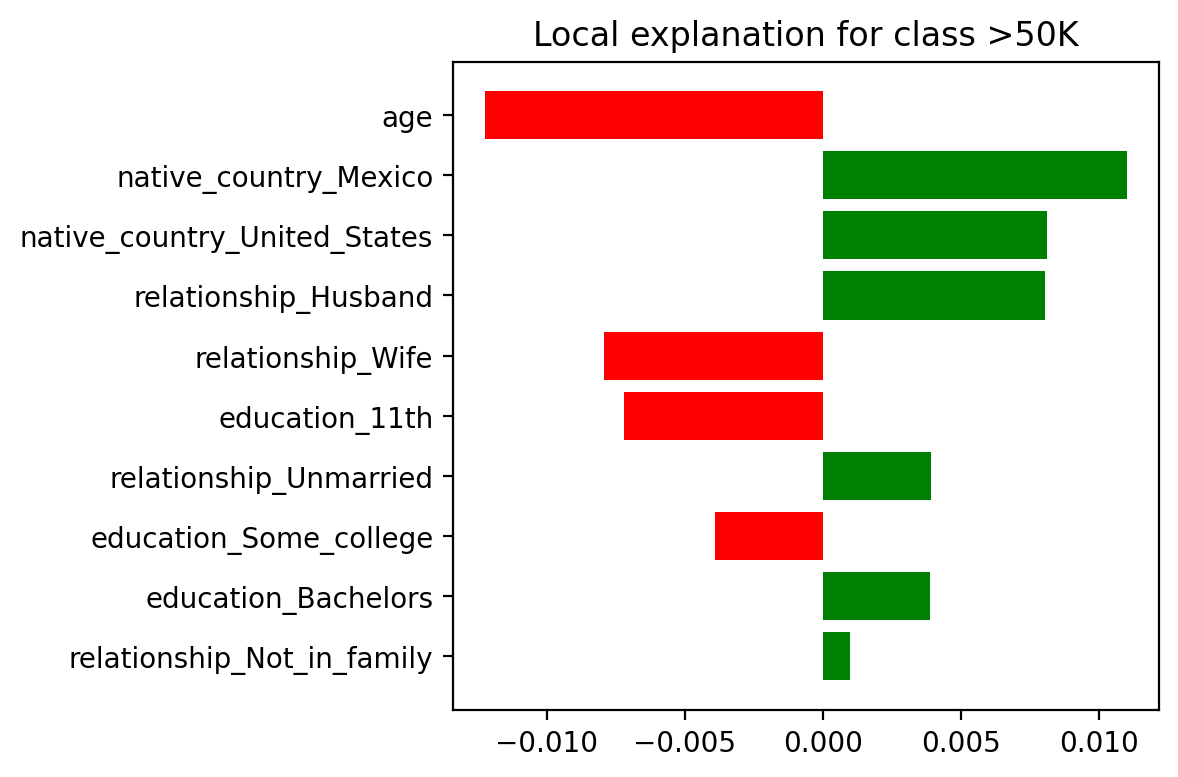 Local explanation for class >50K
age
native_country_Mexico
native_country_United_States
relationship_Husband
relationship_Wife
education_11th
relationship_Unmarried
education_Some_college
education_Bachelors
relationship_Not_in_family
−0.010 −0.005 0.000 0.005 0.010